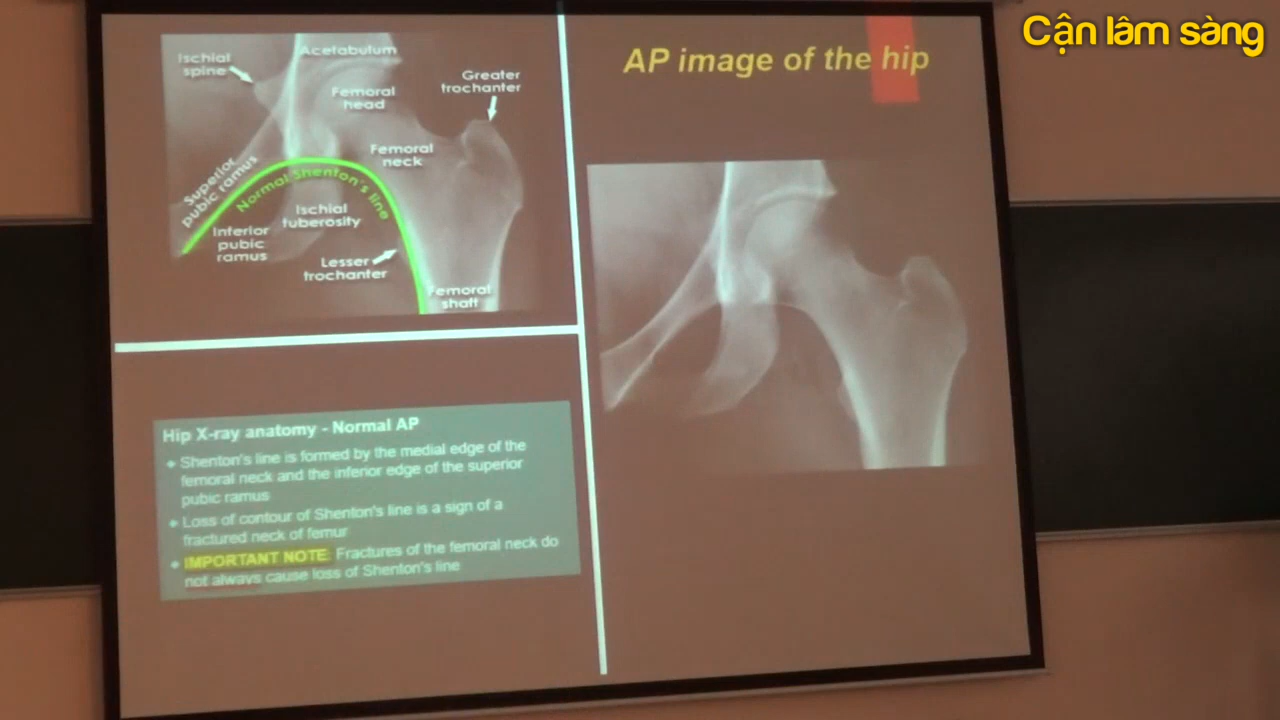 Cận lâm sàng
AP image of the hip
Ischial
spine
Acetabulum
Greater
trochanter
Femoral
head
Femoral
neck
Superior
pubic ramus
Normal Shenton's line
Ischial
tuberosity
Inferior
pubic
ramus
Lesser
trochanter
Femoral
shaft
Hip X-ray anatomy - Normal AP
Shenton's line is formed by the medial edge of the
femoral neck and the inferior edge of the superior
pubic ramus
Loss of contour of Shenton's line is a sign of a
fractured neck of femur
IMPORTANT NOTE: Fractures of the femoral neck do
not always cause loss of Shenton's line